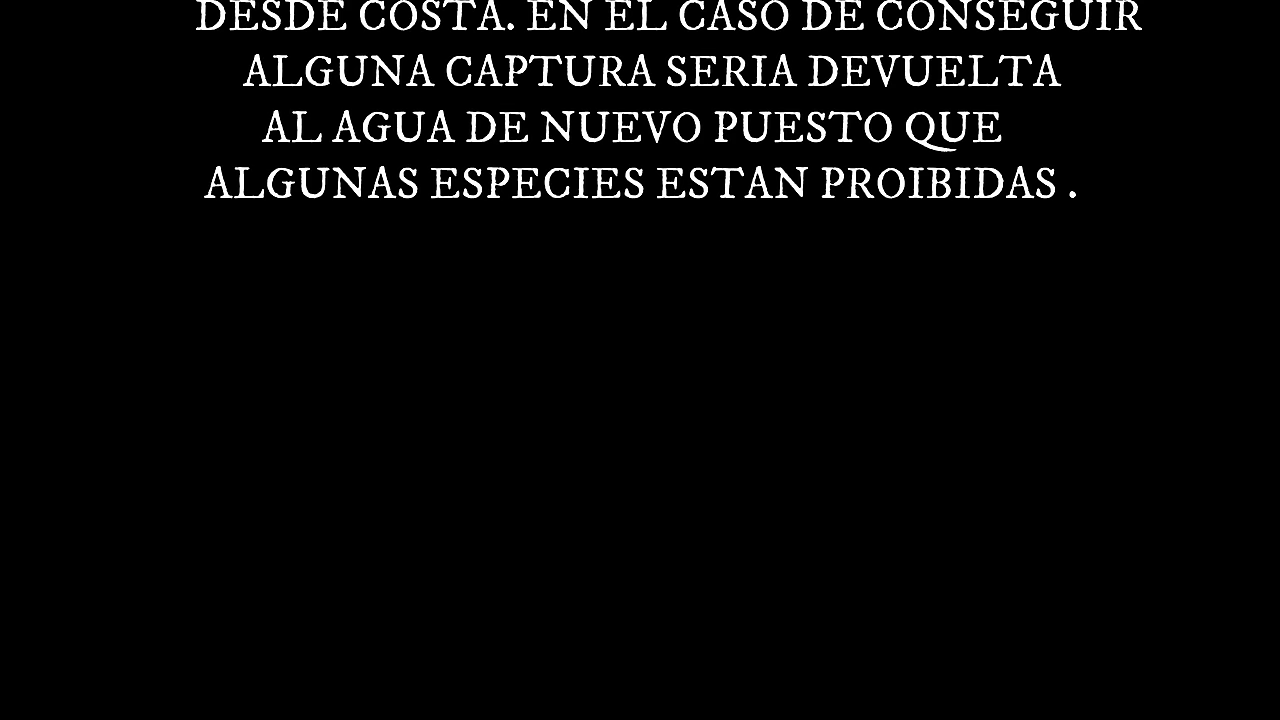 DESDE COSTA. EN EL CASO DE CONSEGUIR
ALGUNA CAPTURA SERIA DEVUELTA
AL AGUA DE NUEVO PUESTO QUE
ALGUNAS ESPECIES ESTAN PROIBIDAS .